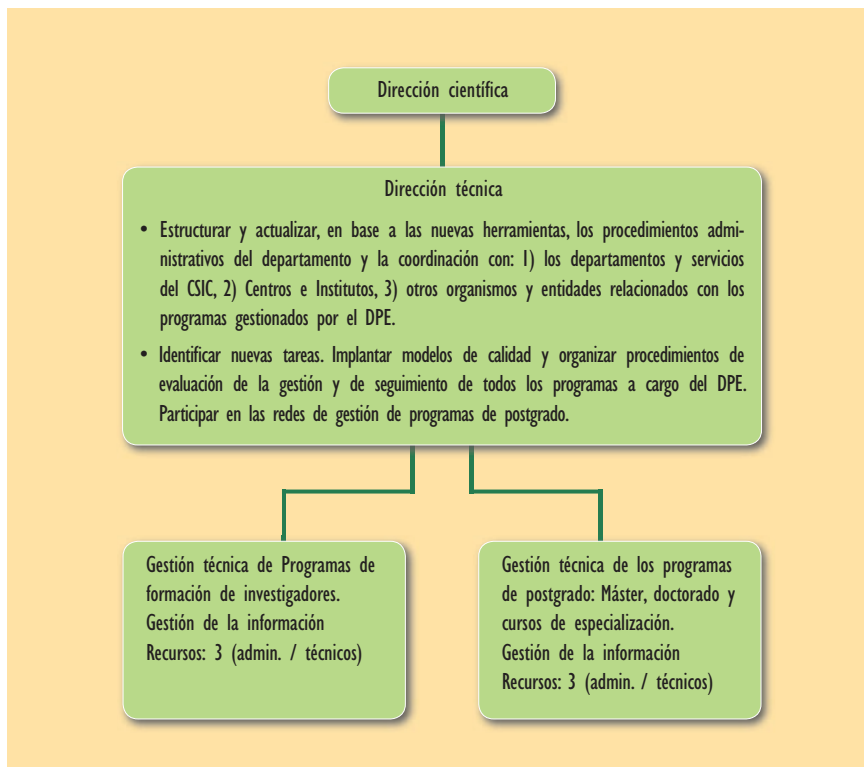 Dirección científica
Dirección técnica
• Estructurar y actualizar, en base a las nuevas herramientas, los procedimientos admi-
nistrativos del departamento y la coordinación con: 1) los departamentos y servicios
del CSIC, 2) Centros e Institutos, 3) otros organismos y entidades relacionados con los
programas gestionados por el DPE.
• Identificar nuevas tareas. Implantar modelos de calidad y organizar procedimientos de
evaluación de la gestión y de seguimiento de todos los programas a cargo del DPE.
Participar en las redes de gestión de programas de postgrado.
Gestión técnica de Programas de
formación de investigadores.
Gestión de la información
Recursos: 3 (admin. / técnicos)
Gestión técnica de los programas
de postgrado: Máster, doctorado y
cursos de especialización.
Gestión de la información
Recursos: 3 (admin. / técnicos)